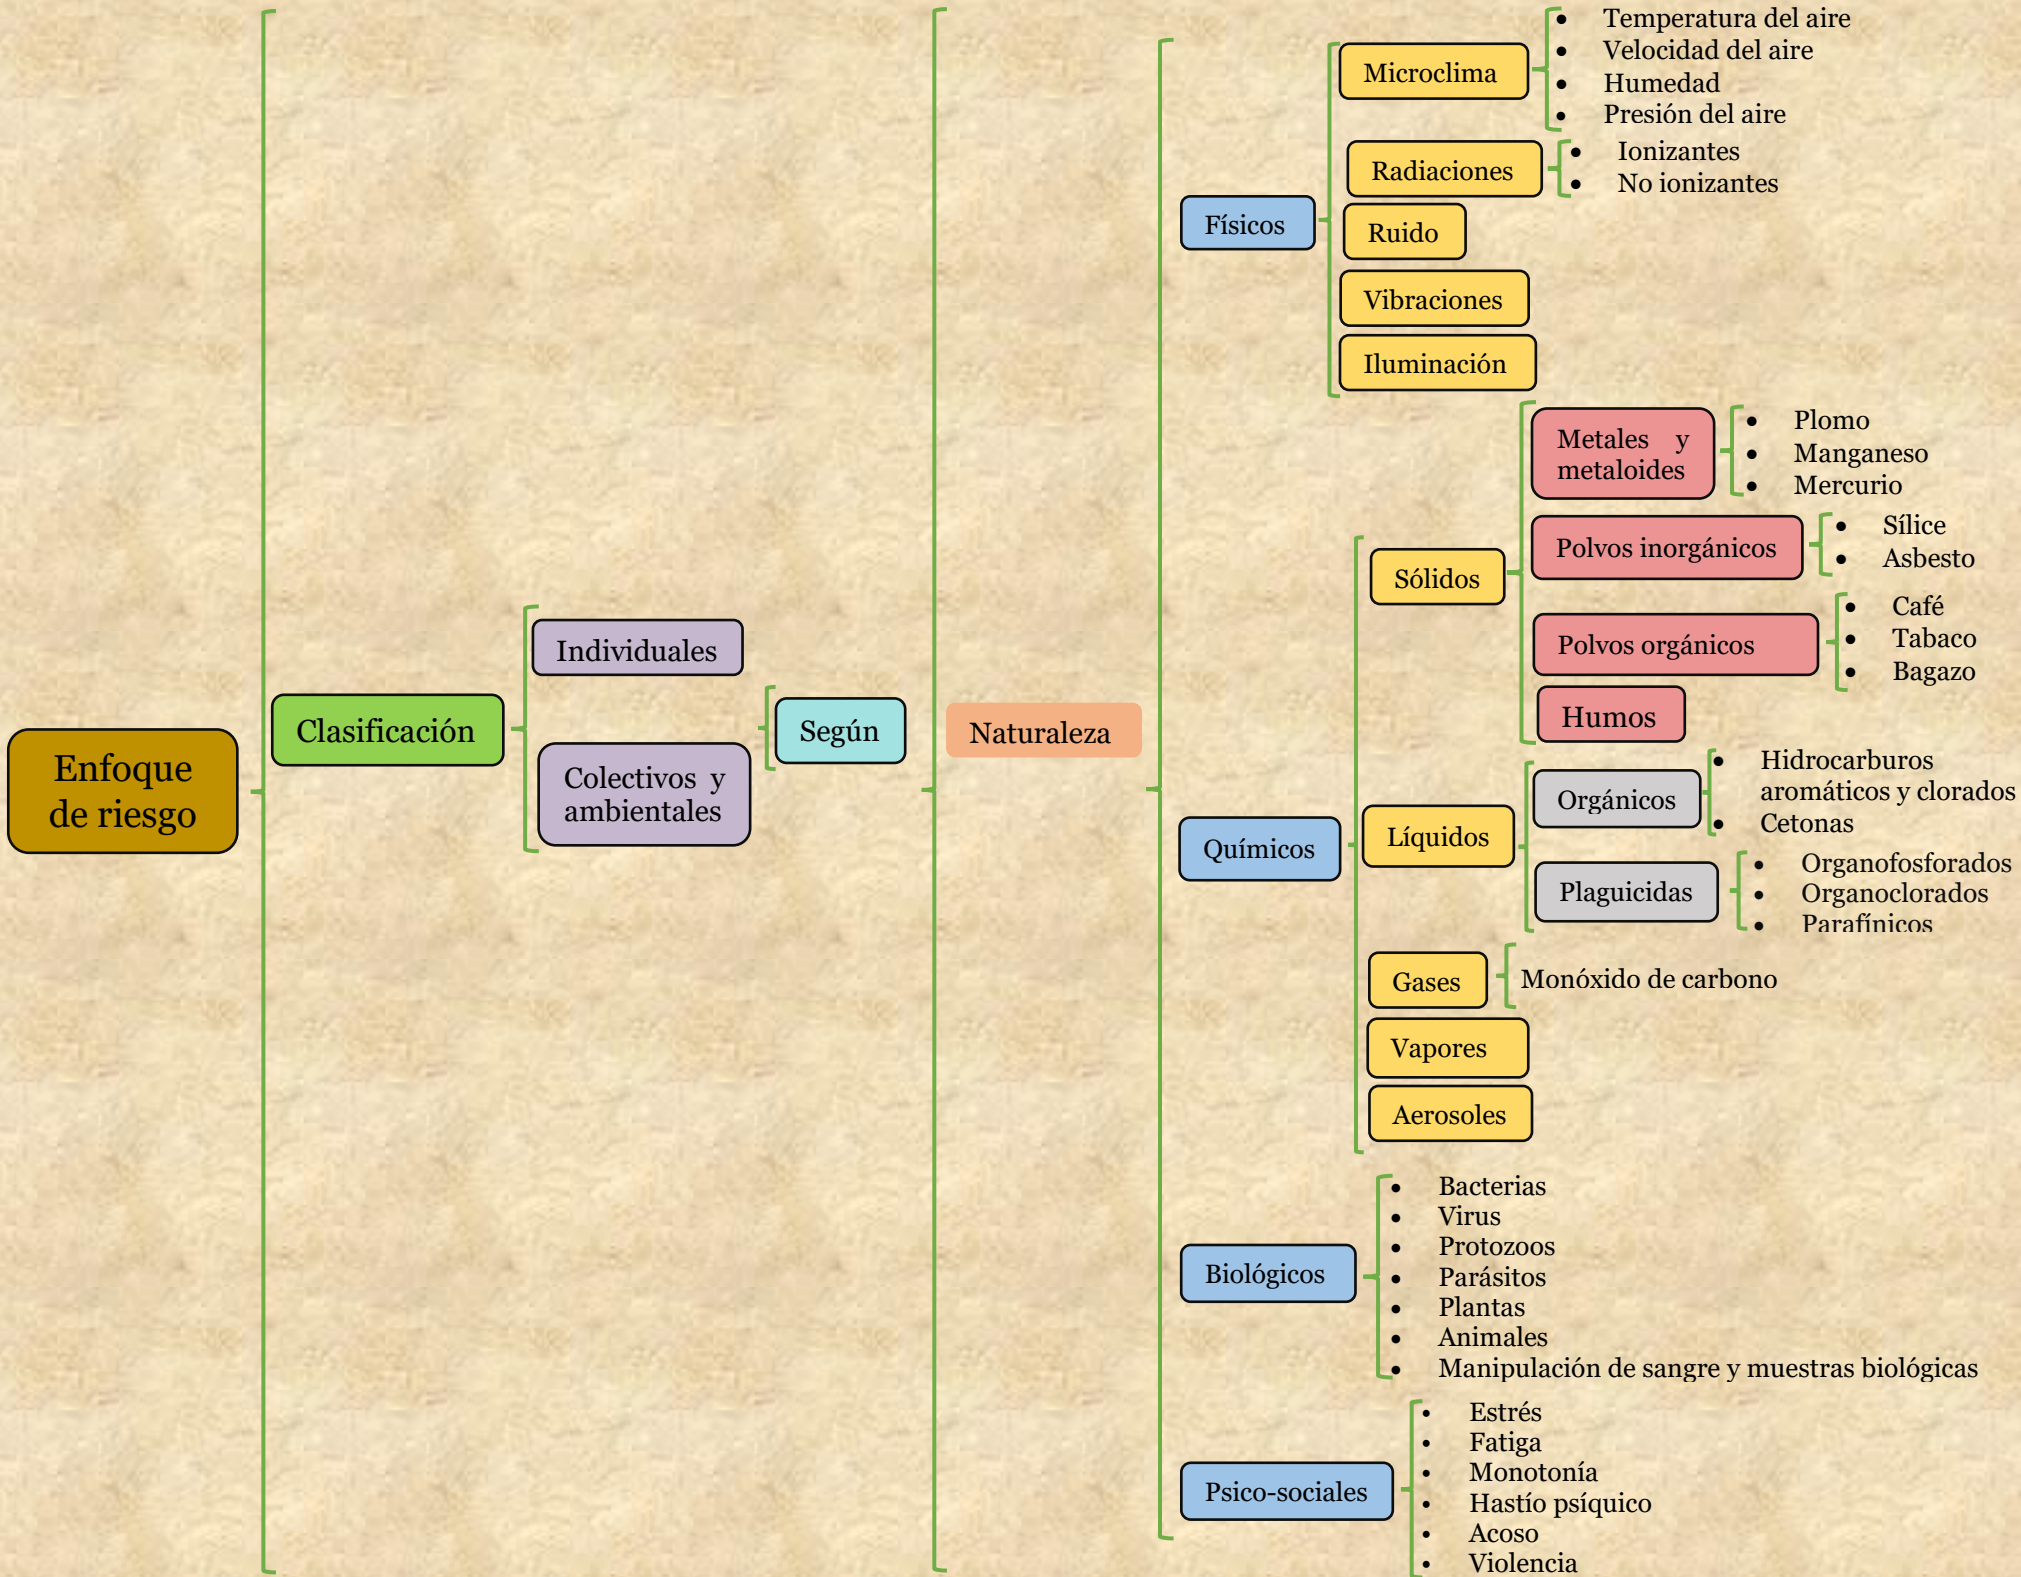 Enfoque
de riesgo
Clasificación
Individuales
Colectivos y
ambientales
Según
Naturaleza
Físicos
Microclima
• Temperatura del aire
• Velocidad del aire
• Humedad
• Presión del aire
Radiaciones
• Ionizantes
• No ionizantes
Ruido
Vibraciones
Iluminación
Químicos
Sólidos
Metales y
metaloides
• Plomo
• Manganeso
• Mercurio
Polvos inorgánicos
• Sílice
• Asbesto
Polvos orgánicos
• Café
• Tabaco
• Bagazo
Humos
Líquidos
Orgánicos
• Hidrocarburos
aromáticos y clorados
• Cetonas
Plaguicidas
• Organofosforados
• Organoclorados
• Parafínicos
Gases
Monóxido de carbono
Vapores
Aerosoles
Biológicos
• Bacterias
• Virus
• Protozoos
• Parásitos
• Plantas
• Animales
• Manipulación de sangre y muestras biológicas
Psico-sociales
• Estrés
• Fatiga
• Monotonía
• Hastío psíquico
• Acoso
• Violencia